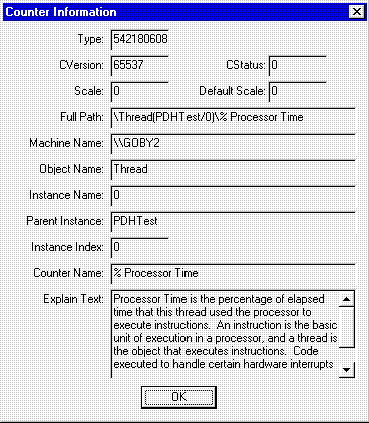 Counter Information
Type: 542180608
CVersion: 65537 CStatus: 0
Scale: 0 Default Scale: 0
Full Path: \Thread(PDHTest/0)\% Processor Time
Machine Name: \\GOBY2
Object Name: Thread
Instance Name: 0
Parent Instance: PDHTest
Instance Index: 0
Counter Name: % Processor Time
Explain Text: Processor Time is the percentage of elapsed
time that this thread used the processor to
execute instructions. An instruction is the basic
unit of execution in a processor, and a thread is
the object that executes instructions. Code
executed to handle certain hardware interrupts
OK